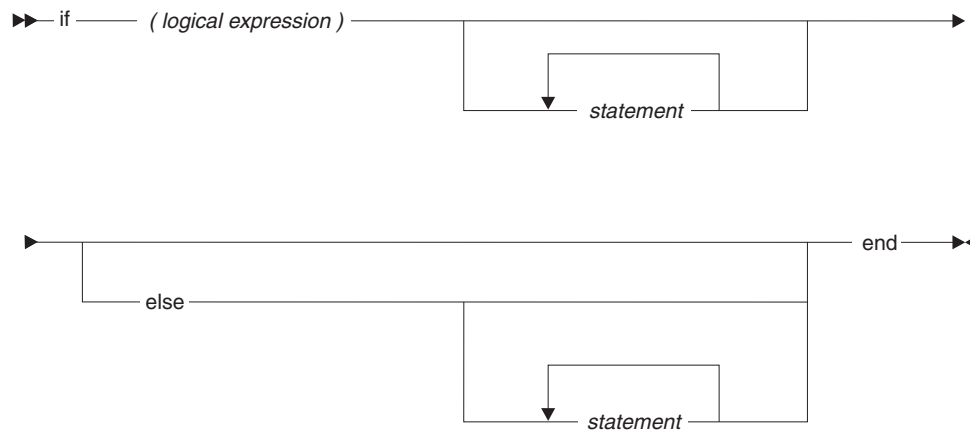 if ( logical expression )
statement
end
else
statement